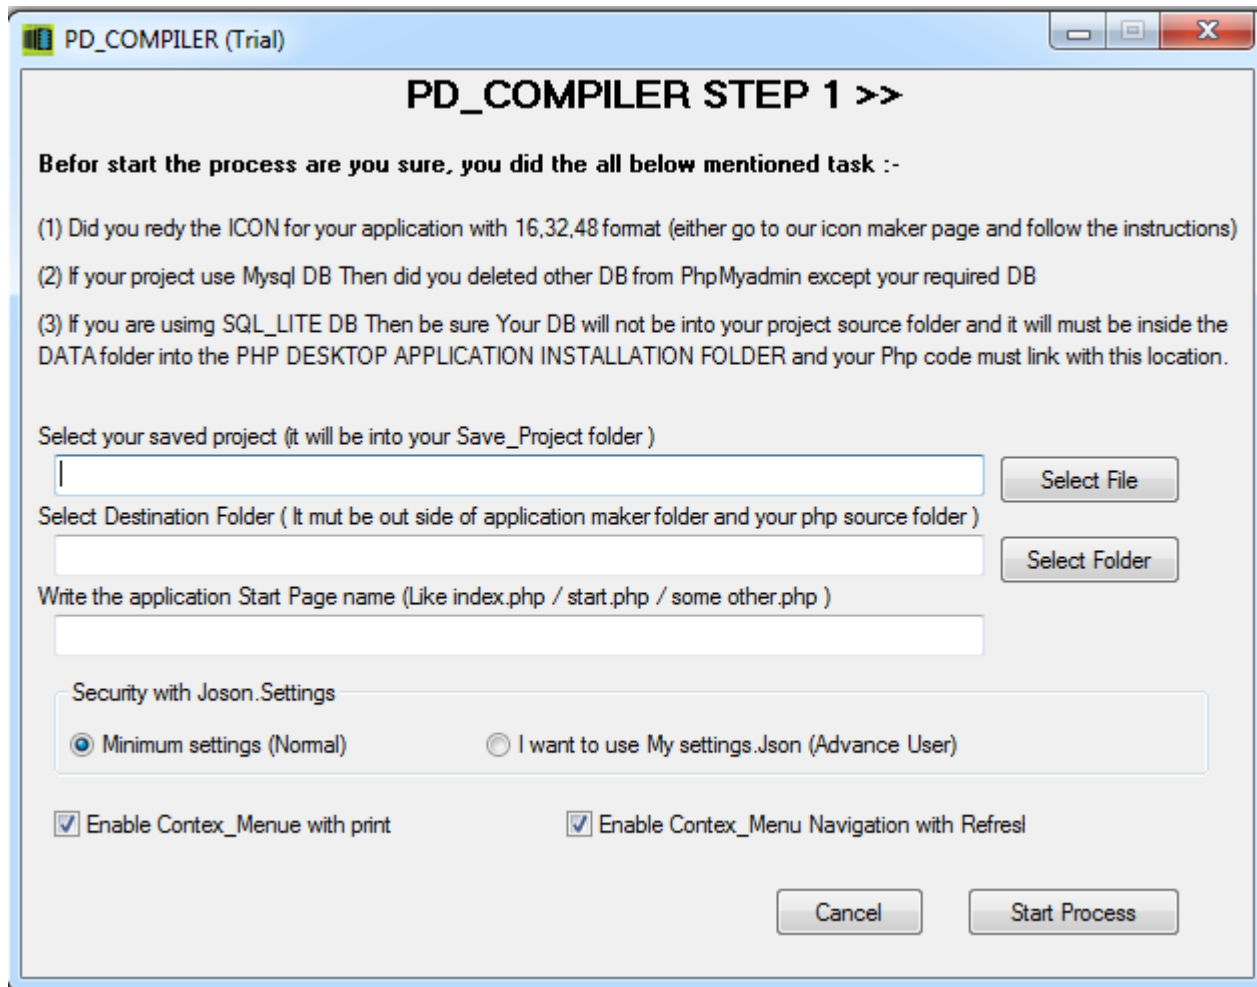 PD_COMPILER (Trial)
PD_COMPILER STEP 1 >>
Befor start the process are you sure, you did the all below mentioned task :-
(1) Did you redy the ICON for your application with 16,32,48 format (either go to our icon maker page and follow the instructions)
(2) If your project use Mysql DB Then did you deleted other DB from PhpMyadmin except your required DB
(3) If you are usimg SQL_LITE DB Then be sure Your DB will not be into your project source folder and it will must be inside the
DATA folder into the PHP DESKTOP APPLICATION INSTALLATION FOLDER and your Php code must link with this location.
Select your saved project (it will be into your Save_Project folder )
Select File
Select Destination Folder ( It mut be out side of application maker folder and your php source folder )
Select Folder
Write the application Start Page name (Like index.php / start.php / some other.php )
Security with Joson.Settings
Minimum settings (Normal)
I want to use My settings.Json (Advance User)
Enable Contex_Menue with print
Enable Contex_Menu Navigation with Refresl
Cancel
Start Process